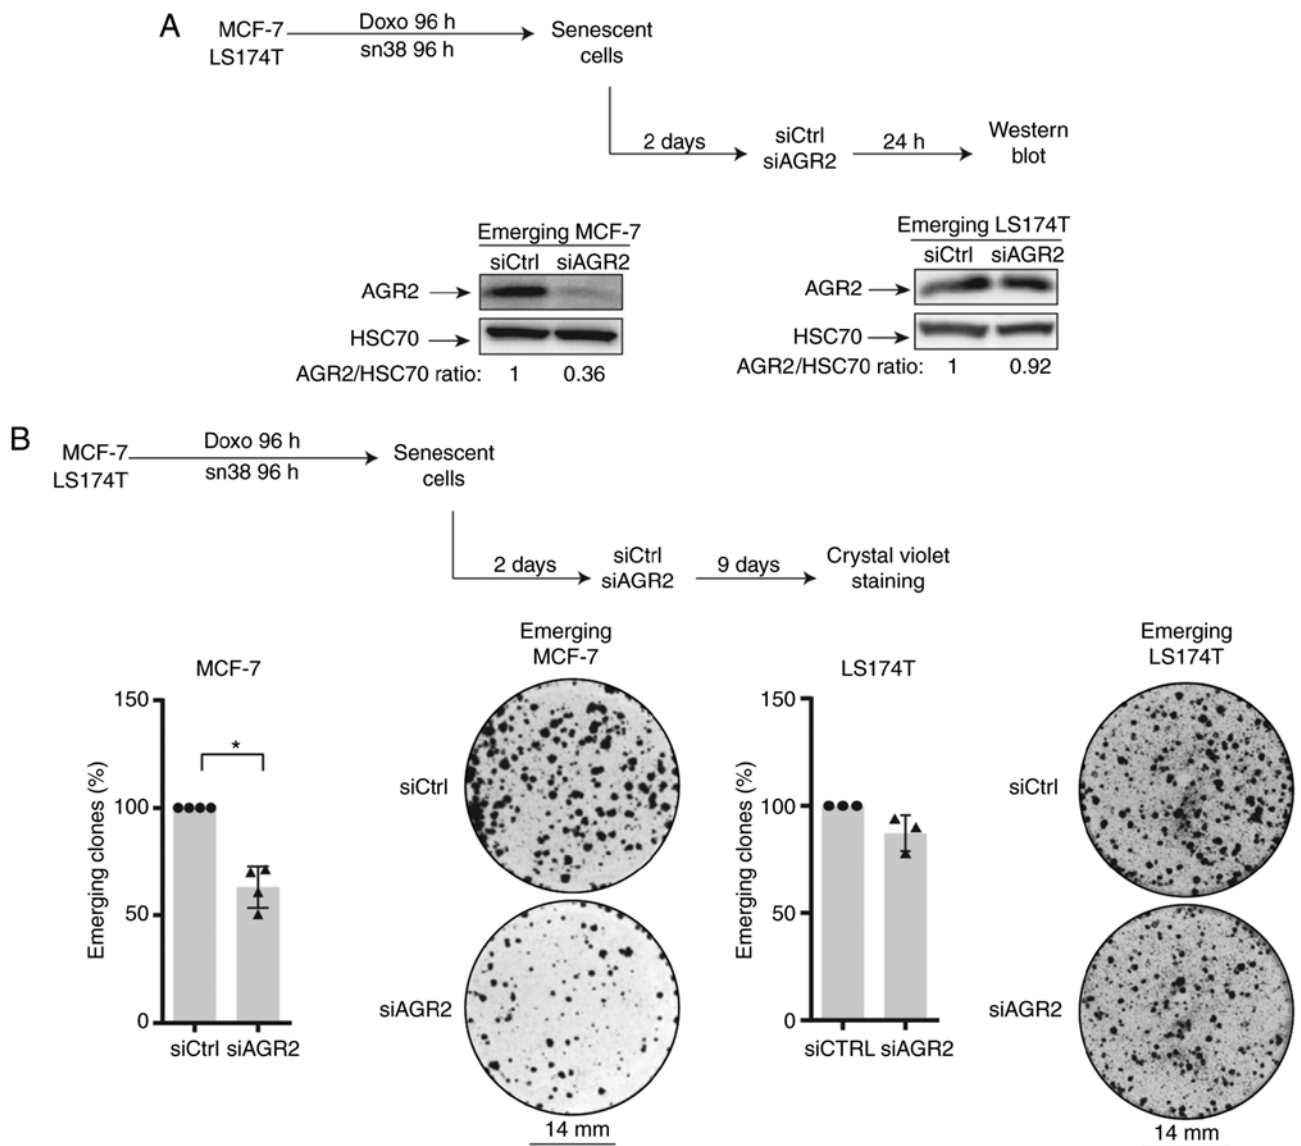 A
MCF-7
LS174T
Doxo 96 h
sn38 96 h
Senescent
cells
2 days
siCtrl
siAGR2
24 h
Western
blot
Emerging MCF-7
siCtrl siAGR2
AGR2
HSC70
AGR2/HSC70 ratio: 1 0.36
Emerging LS174T
siCtrl siAGR2
AGR2
HSC70
AGR2/HSC70 ratio: 1 0.92
B
MCF-7
LS174T
Doxo 96 h
sn38 96 h
Senescent
cells
2 days
siCtrl
siAGR2
9 days
Crystal violet
staining
MCF-7
Emerging clones (%)
150
100
50
0
*
siCtrl siAGR2
Emerging
MCF-7
siCtrl
siAGR2
14 mm
LS174T
Emerging clones (%)
150
100
50
0
siCTRL siAGR2
Emerging
LS174T
siCtrl
siAGR2
14 mm